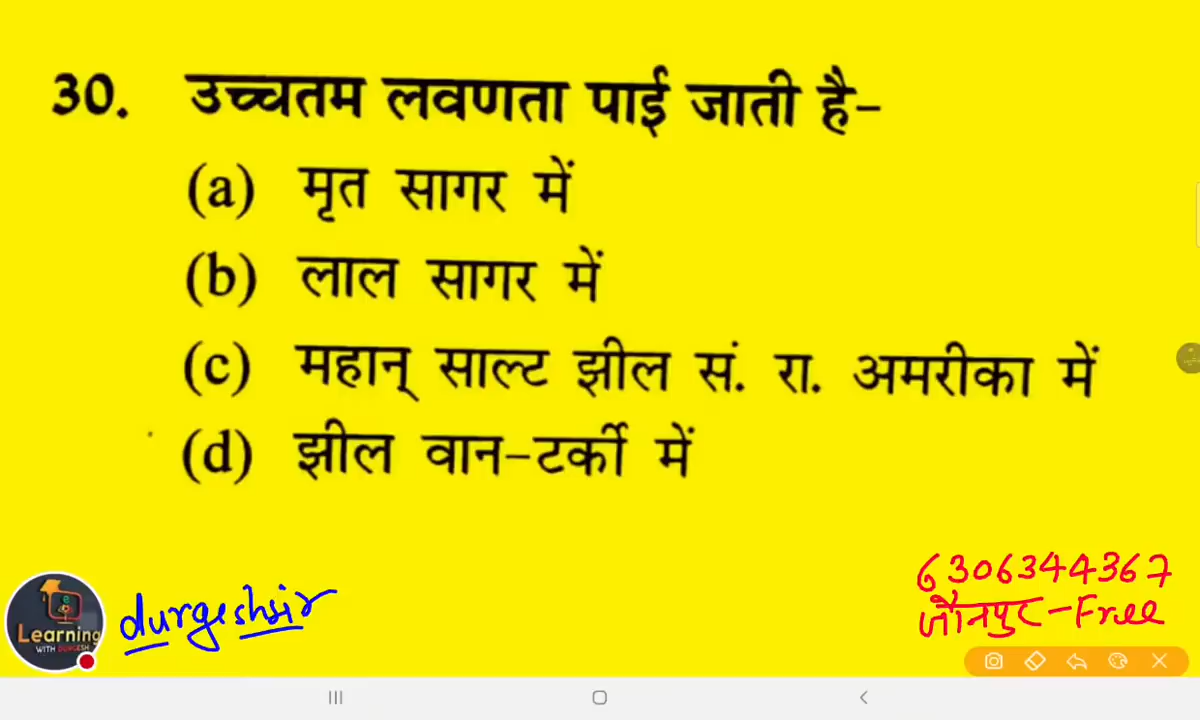 30. उच्चतम लवणता पाई जाती है–
(a) मृत सागर में
(b) लाल सागर में
(c) महान् साल्ट झील सं. रा. अमरीका में
(d) झील वान–टर्की में
Learning
WITH DURGESH
durgeshsir
6306344367
जौनपुर-Free